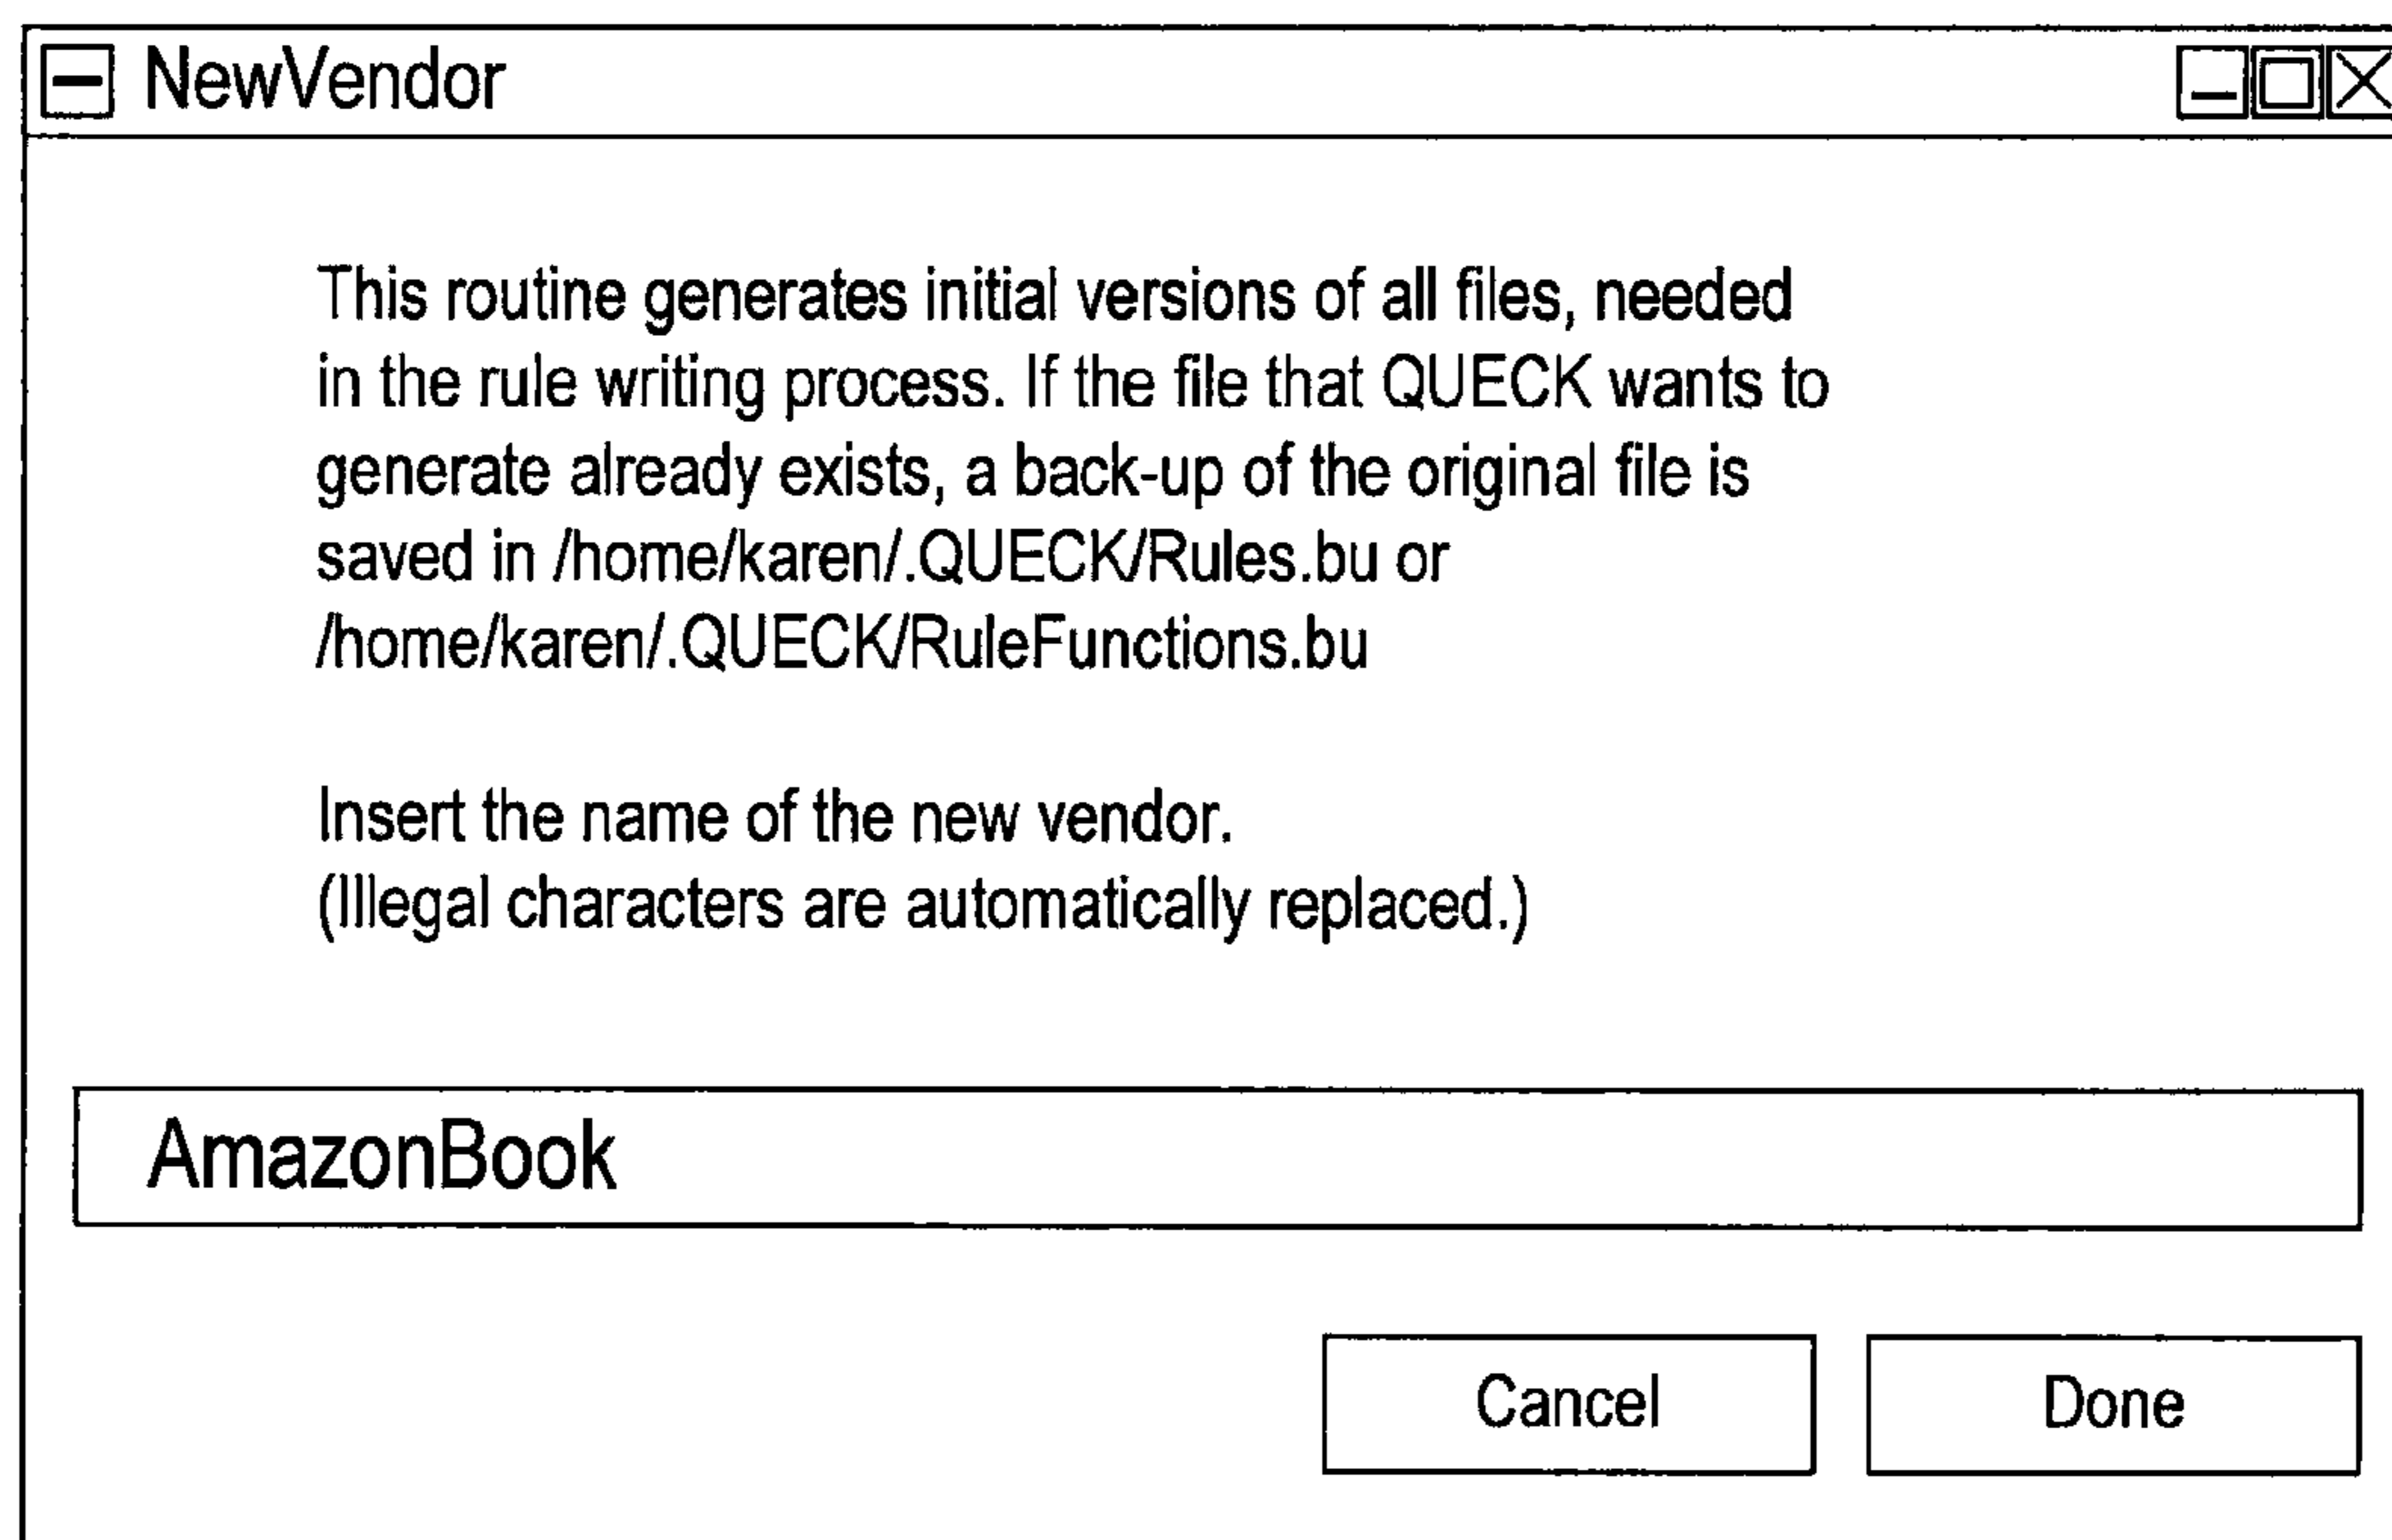 NewVendor
This routine generates initial versions of all files, needed
in the rule writing process. If the file that QUECK wants to
generate already exists, a back-up of the original file is
saved in /home/karen/.QUECK/Rules.bu or
/home/karen/.QUECK/RuleFunctions.bu
Insert the name of the new vendor.
(Illegal characters are automatically replaced.)
AmazonBook
Cancel Done